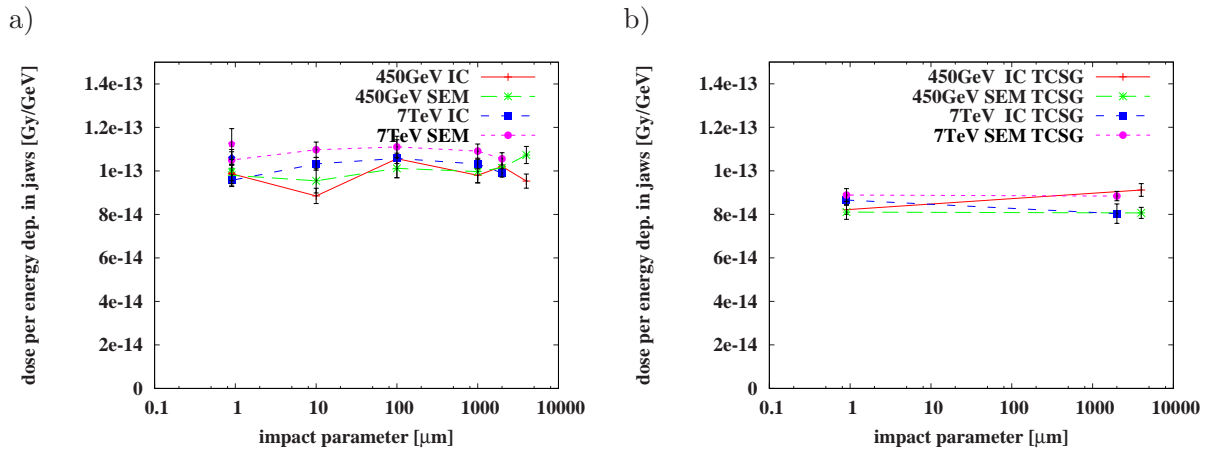 a)
1.4e-13
1.2e-13
1e-13
8e-14
6e-14
4e-14
2e-14
0
0.1
1
10
100
1000
10000
dose per energy dep. in jaws [Gy/GeV]
impact parameter [μm]
450GeV IC
450GeV SEM
7TeV IC
7TeV SEM
b)
1.4e-13
1.2e-13
1e-13
8e-14
6e-14
4e-14
2e-14
0
0.1
1
10
100
1000
10000
dose per energy dep. in jaws [Gy/GeV]
impact parameter [μm]
450GeV IC TCSG
450GeV SEM TCSG
7TeV IC TCSG
7TeV SEM TCSG